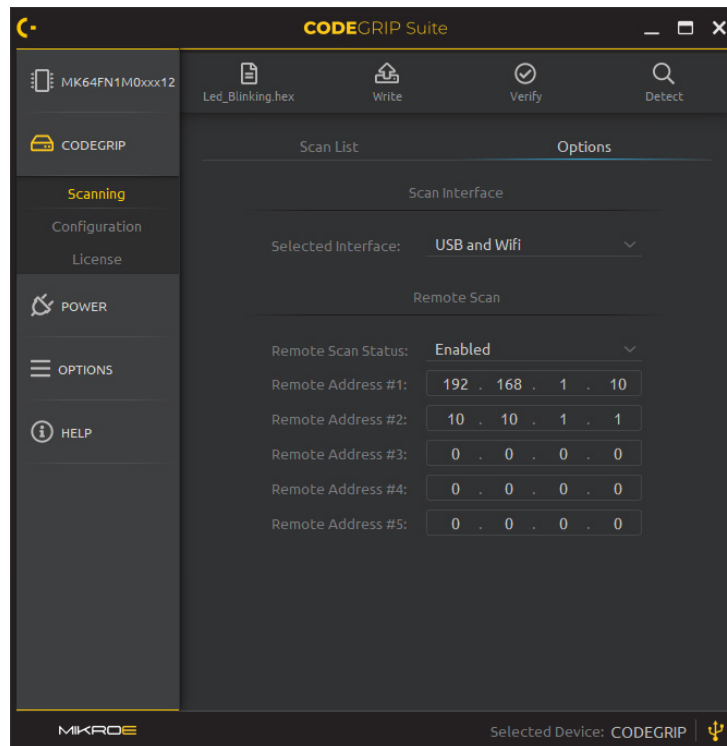 CODEGRIP Suite
MK64FN1M0xxx12
Led_Blinking.hex
Write
Verify
Detect
CODEGRIP
Scanning
Configuration
License
POWER
OPTIONS
HELP
Scan List
Options
Scan Interface
Selected Interface: USB and Wifi
Remote Scan
Remote Scan Status: Enabled
Remote Address #1: 192 . 168 . 1 . 10
Remote Address #2: 10 . 10 . 1 . 1
Remote Address #3: 0 . 0 . 0 . 0
Remote Address #4: 0 . 0 . 0 . 0
Remote Address #5: 0 . 0 . 0 . 0
MIKROE
Selected Device: CODEGRIP